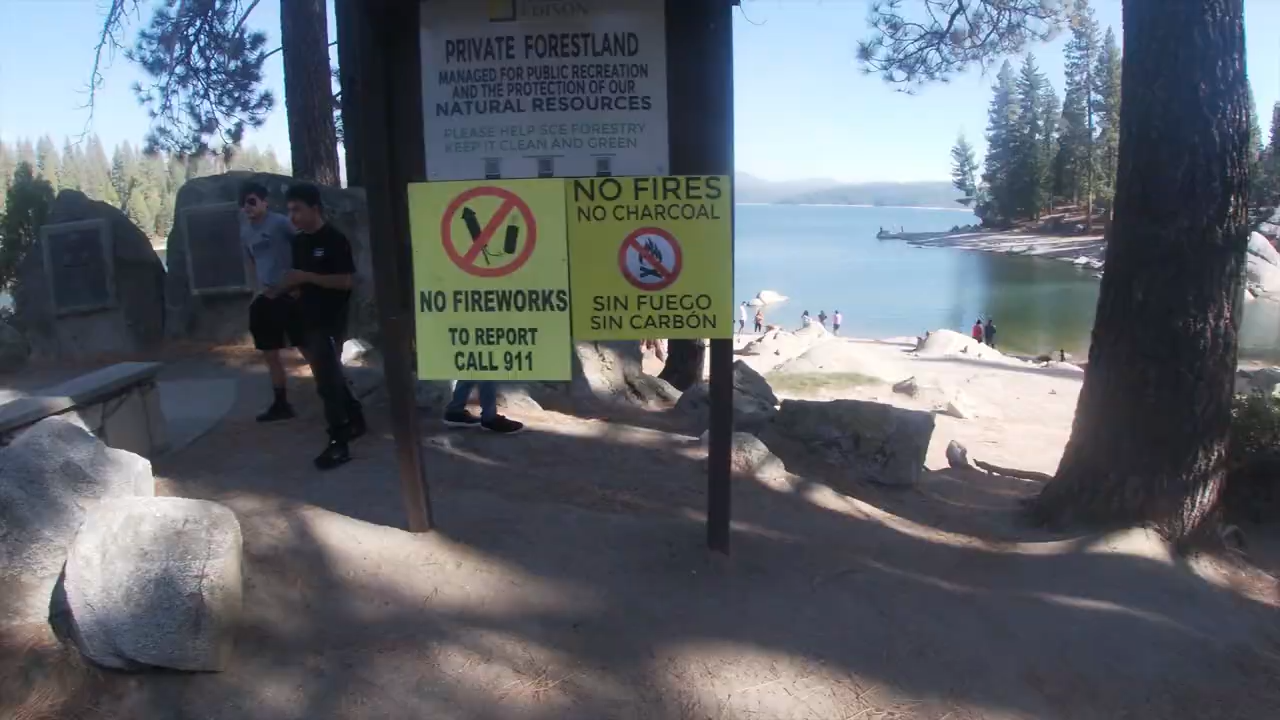 EDISON
PRIVATE FORESTLAND
MANAGED FOR PUBLIC RECREATION
AND THE PROTECTION OF OUR
NATURAL RESOURCES
PLEASE HELP SCE FORESTRY
KEEP IT CLEAN AND GREEN
NO FIREWORKS
TO REPORT
CALL 911
NO FIRES
NO CHARCOAL
SIN FUEGO
SIN CARBÓN